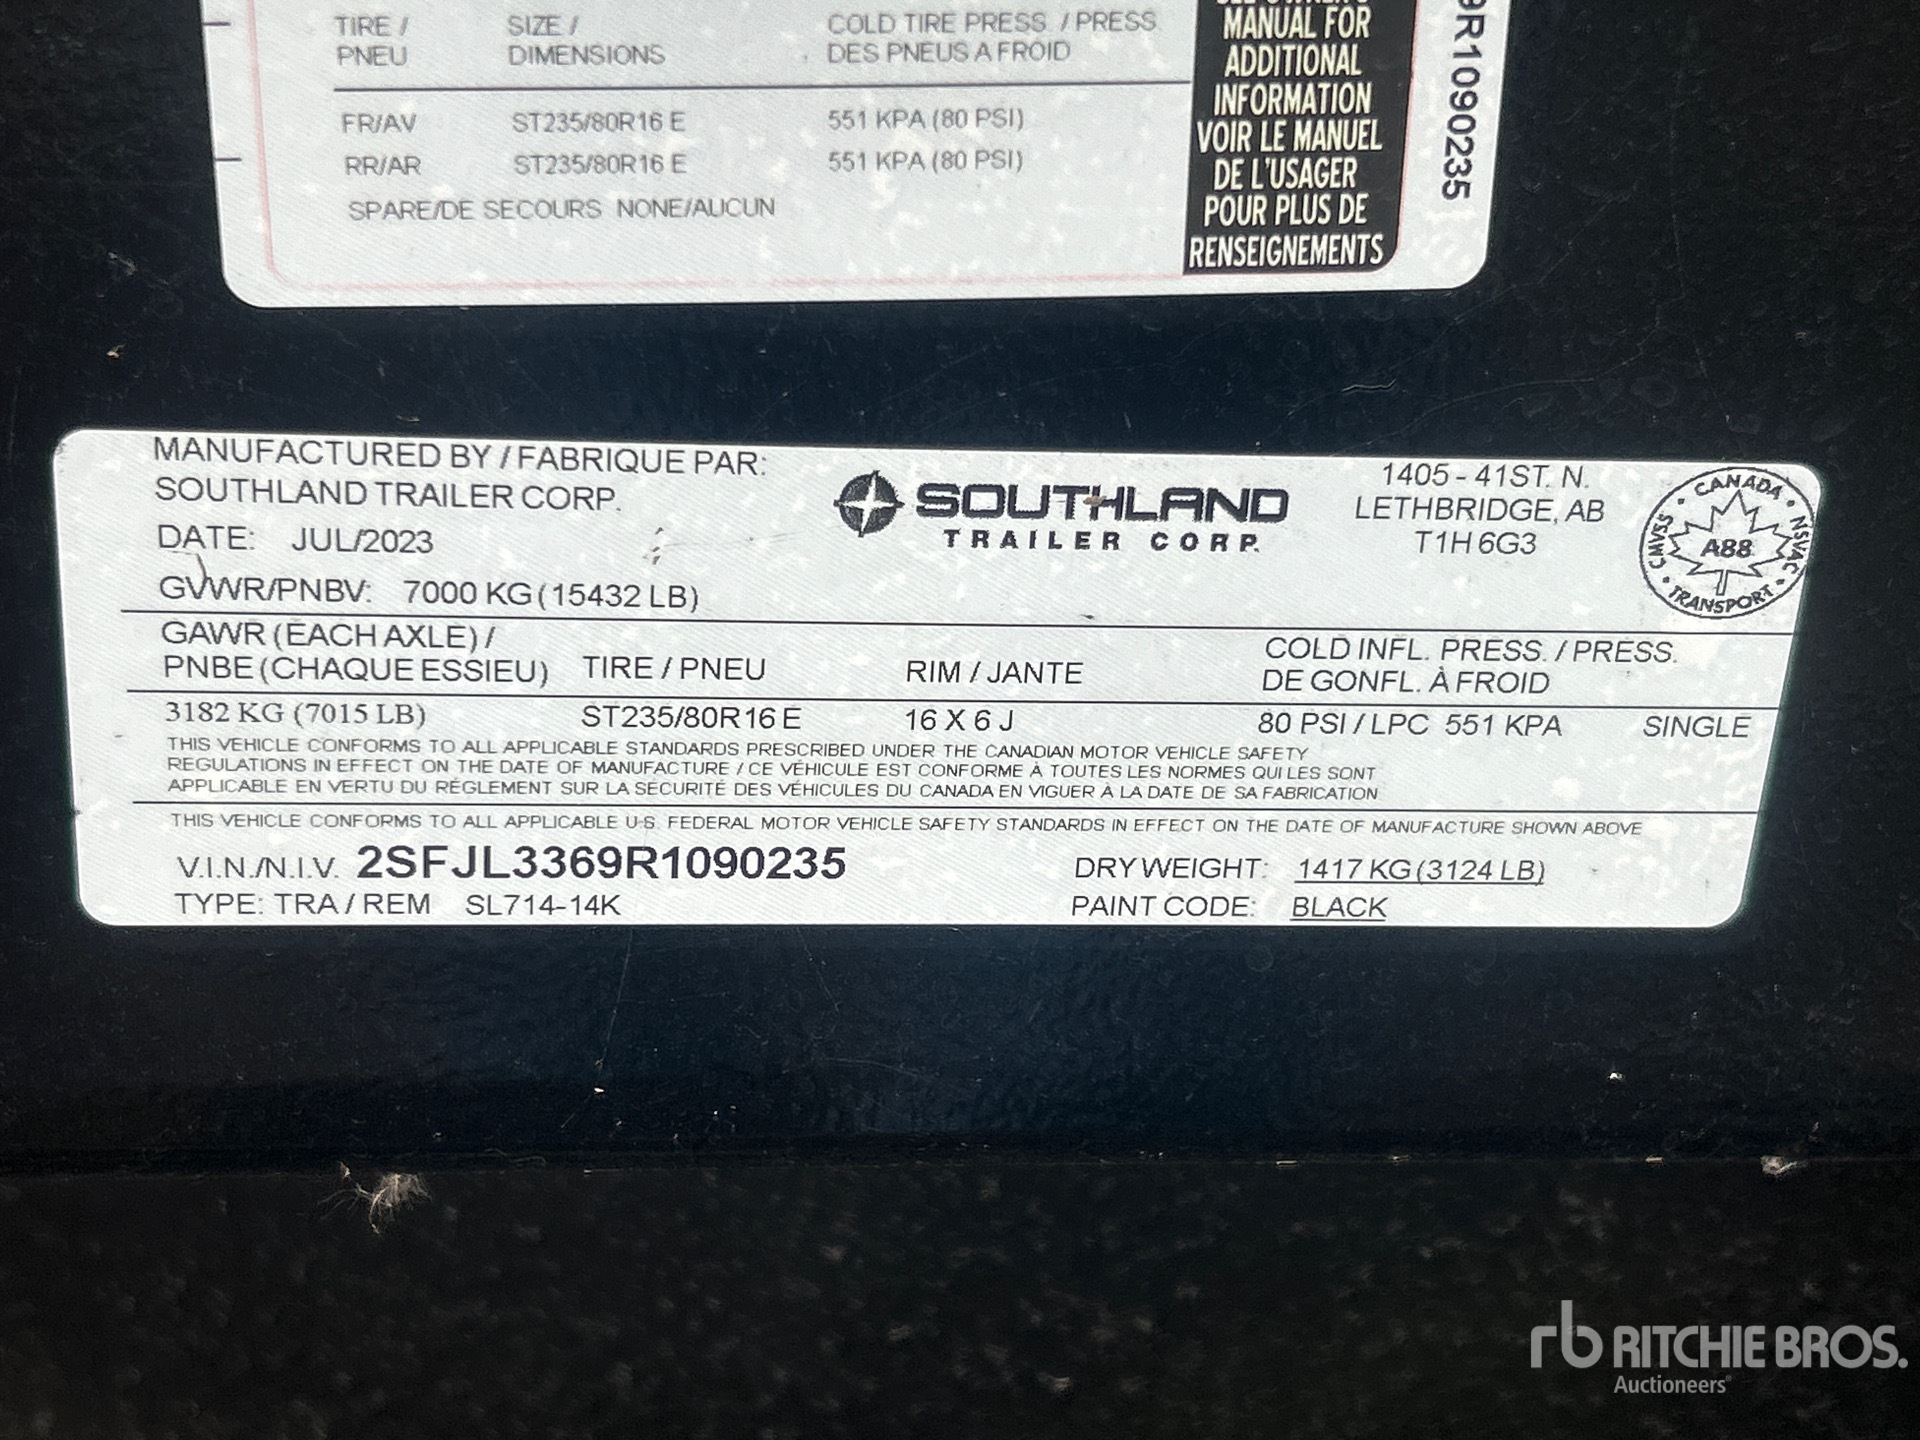 TIRE / SIZE / COLD TIRE PRESS. / PRESS
PNEU DIMENSIONS DES PNEUS A FROID
FR/AV ST235/80R16 E 551 KPA (80 PSI)
RR/AR ST235/80R16 E 551 KPA (80 PSI)
SPARE/DE SECOURS NONE/AUCUN
MANUAL FOR
ADDITIONAL
INFORMATION
VOIR LE MANUEL
DE L'USAGER
POUR PLUS DE
RENSEIGNEMENTS
9R1090235
MANUFACTURED BY / FABRIQUE PAR:
SOUTHLAND TRAILER CORP.
DATE: JUL/2023
GVWR/PNBV: 7000 KG (15432 LB)
SOUTHLAND
TRAILER CORP.
1405 - 41ST. N.
LETHBRIDGE, AB
T1H 6G3
CANADA
CMVSS A88 NSVAC
TRANSPORT
GAWR (EACH AXLE) / COLD INFL. PRESS. / PRESS.
PNBE (CHAQUE ESSIEU) TIRE / PNEU RIM / JANTE DE GONFL. À FROID
3182 KG (7015 LB) ST235/80R16 E 16 X 6 J 80 PSI / LPC 551 KPA SINGLE
THIS VEHICLE CONFORMS TO ALL APPLICABLE STANDARDS PRESCRIBED UNDER THE CANADIAN MOTOR VEHICLE SAFETY
REGULATIONS IN EFFECT ON THE DATE OF MANUFACTURE / CE VÉHICULE EST CONFORME À TOUTES LES NORMES QUI LES SONT
APPLICABLE EN VERTU DU RÉGLEMENT SUR LA SECURITÉ DES VÉHICULES DU CANADA EN VIGUER À LA DATE DE SA FABRICATION
THIS VEHICLE CONFORMS TO ALL APPLICABLE U.S. FEDERAL MOTOR VEHICLE SAFETY STANDARDS IN EFFECT ON THE DATE OF MANUFACTURE SHOWN ABOVE
V.I.N./N.I.V. 2SFJL3369R1090235 DRY WEIGHT: 1417 KG (3124 LB)
TYPE: TRA / REM SL714-14K PAINT CODE: BLACK
rb RITCHIE BROS.
Auctioneers